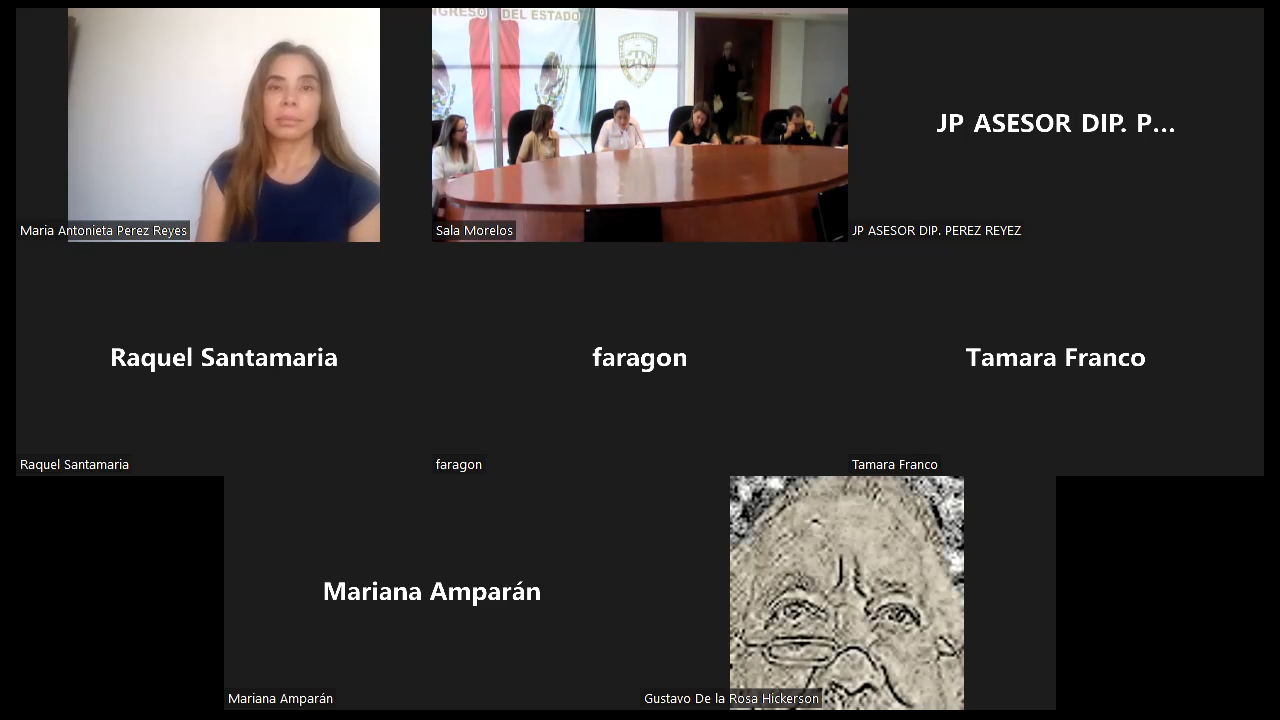 NGRESO DEL ESTADO
JP ASESOR DIP. P...
Maria Antonieta Perez Reyes
Sala Morelos
JP ASESOR DIP. PEREZ REYEZ
Raquel Santamaria
faragon
Tamara Franco
Raquel Santamaria
faragon
Tamara Franco
Mariana Amparán
Mariana Amparán
Gustavo De la Rosa Hickerson